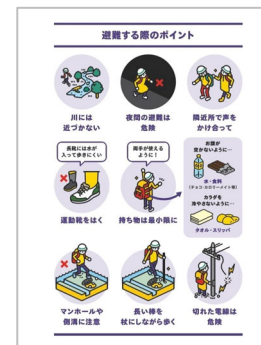 避難する際のポイント
川には
近づかない
夜間の避難は
危険
隣近所で声を
かけ合って
長靴には水が
入って歩きにくい
運動靴をはく
両手が使える
ように!
持ち物は最小限に
お腹が
空かないように…
水・食料
(チョコ・カロリーメイト等)
カラダを
冷やさないように…
タオル・スリッパ
マンホールや
側溝に注意
長い棒を
杖にしながら歩く
切れた電線は
危険